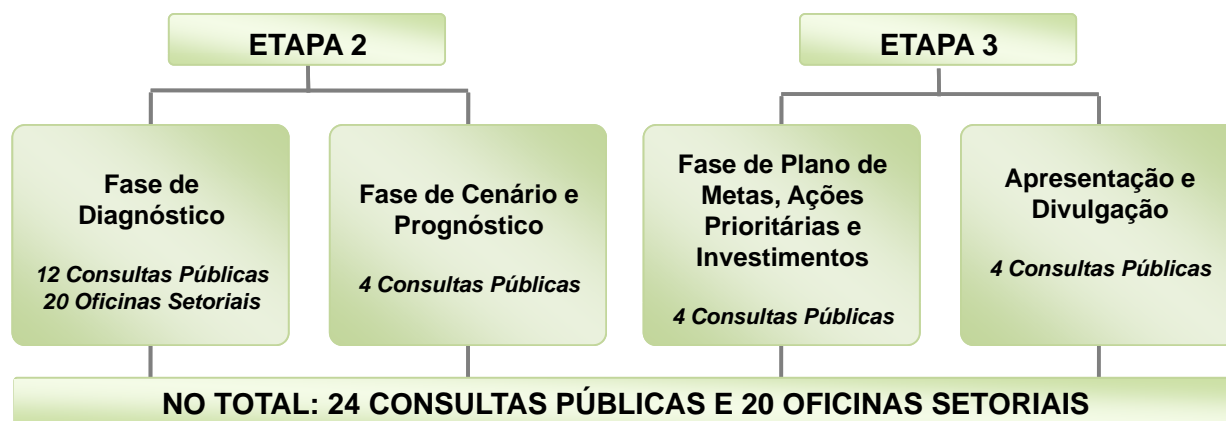 ETAPA 2
Fase de
Diagnóstico
12 Consultas Públicas
20 Oficinas Setoriais
Fase de Cenário e
Prognóstico
4 Consultas Públicas
ETAPA 3
Fase de Plano de
Metas, Ações
Prioritárias e
Investimentos
4 Consultas Públicas
Apresentação e
Divulgação
4 Consultas Públicas
NO TOTAL: 24 CONSULTAS PÚBLICAS E 20 OFICINAS SETORIAIS